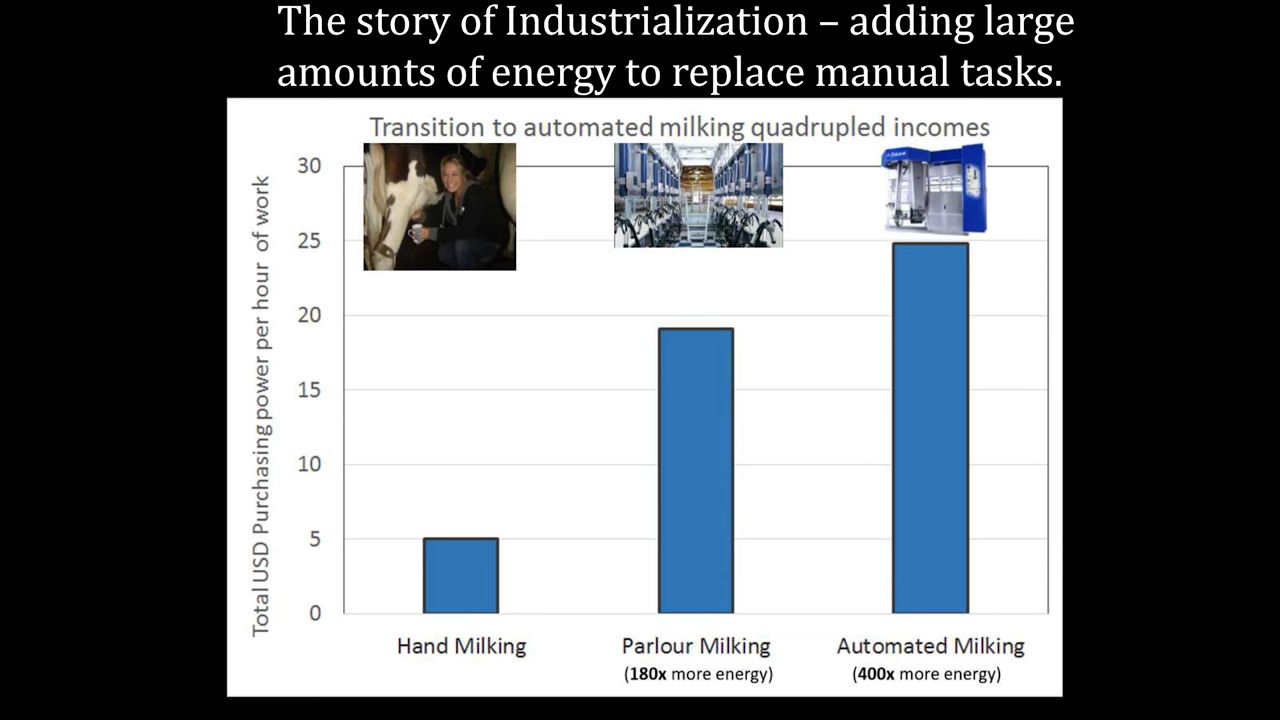 The story of Industrialization – adding large
amounts of energy to replace manual tasks.
Transition to automated milking quadrupled incomes
Total USD Purchasing power per hour of work
30
25
20
15
10
5
0
Hand Milking
Parlour Milking
(180x more energy)
Automated Milking
(400x more energy)